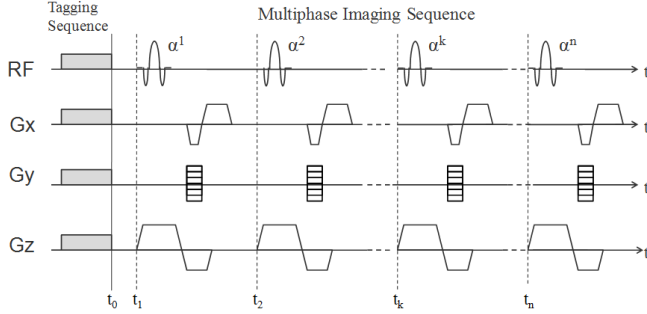 Tagging
Sequence
Multiphase Imaging Sequence
RF α¹ α² αᵏ αⁿ t
Gx t
Gy t
Gz t
t₀ t₁ t₂ tₖ tₙ